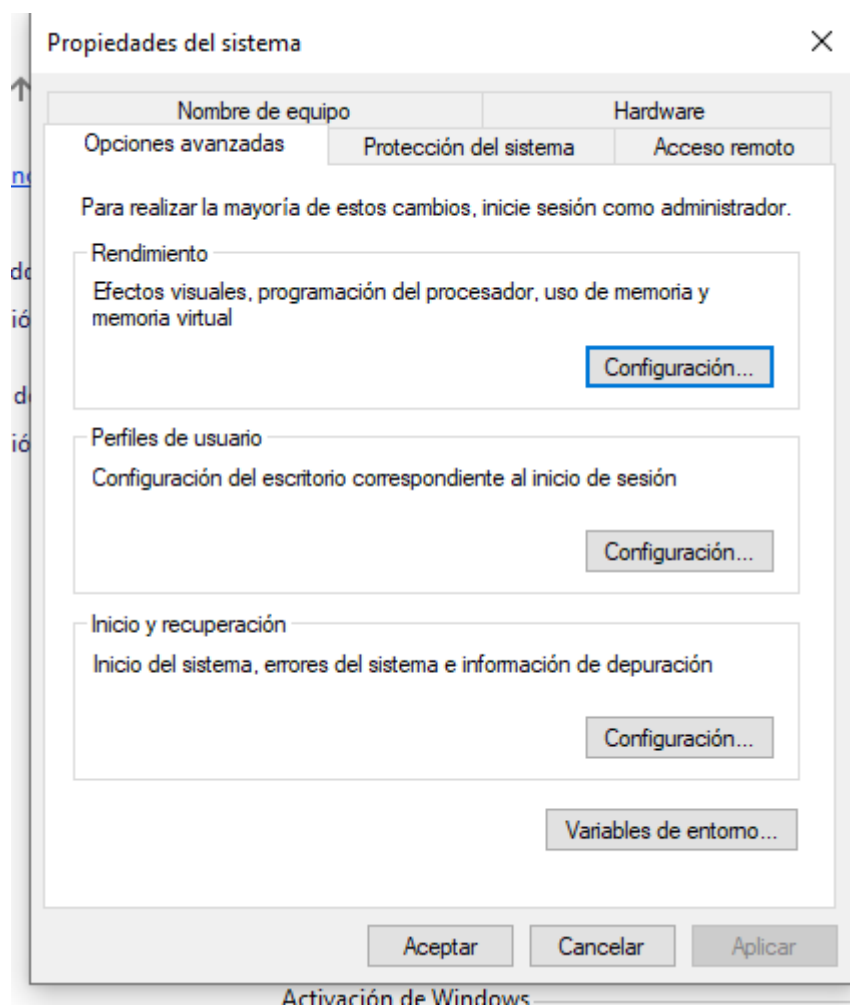 Propiedades del sistema
Nombre de equipo
Hardware
Opciones avanzadas
Protección del sistema
Acceso remoto
Para realizar la mayoría de estos cambios, inicie sesión como administrador.
Rendimiento
Efectos visuales, programación del procesador, uso de memoria y
memoria virtual
Configuración...
Perfiles de usuario
Configuración del escritorio correspondiente al inicio de sesión
Configuración...
Inicio y recuperación
Inicio del sistema, errores del sistema e información de depuración
Configuración...
Variables de entorno...
Aceptar
Cancelar
Aplicar
Activación de Windows